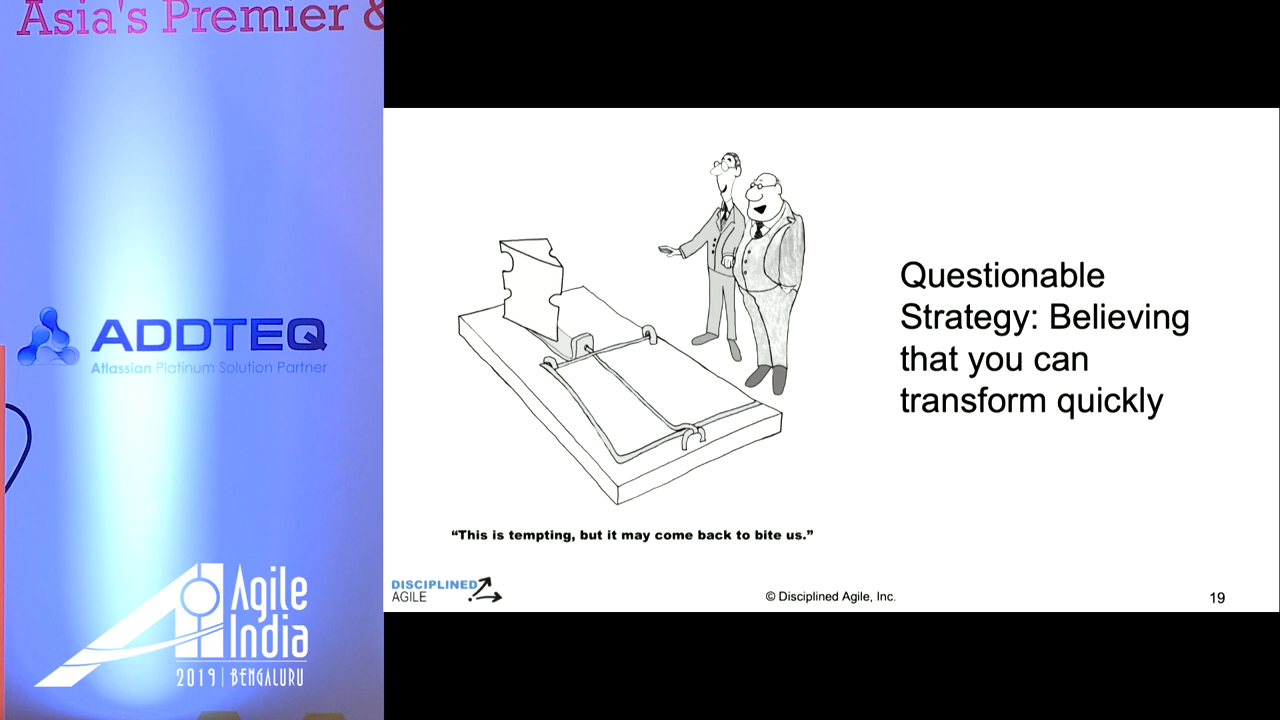 Asia's Premier &
ADDTEQ
Atlassian Platinum Solution Partner
Agile
India
2019 | BENGALURU
Questionable
Strategy: Believing
that you can
transform quickly
“This is tempting, but it may come back to bite us.”
DISCIPLINED
AGILE
© Disciplined Agile, Inc.
19